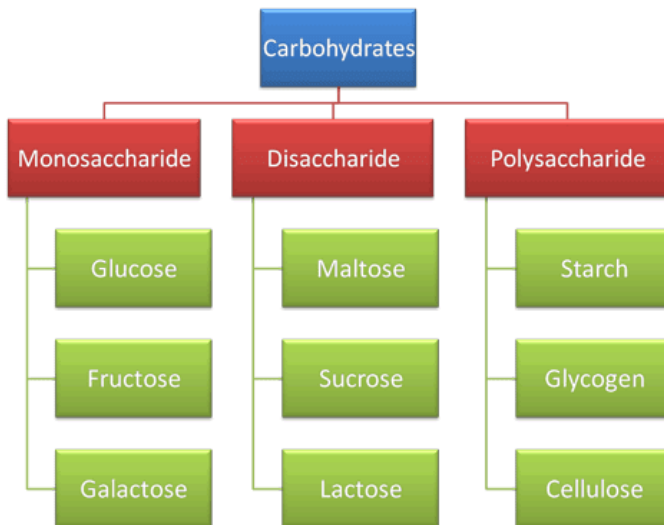 Carbohydrates
Monosaccharide
Disaccharide
Polysaccharide
Glucose
Maltose
Starch
Fructose
Sucrose
Glycogen
Galactose
Lactose
Cellulose